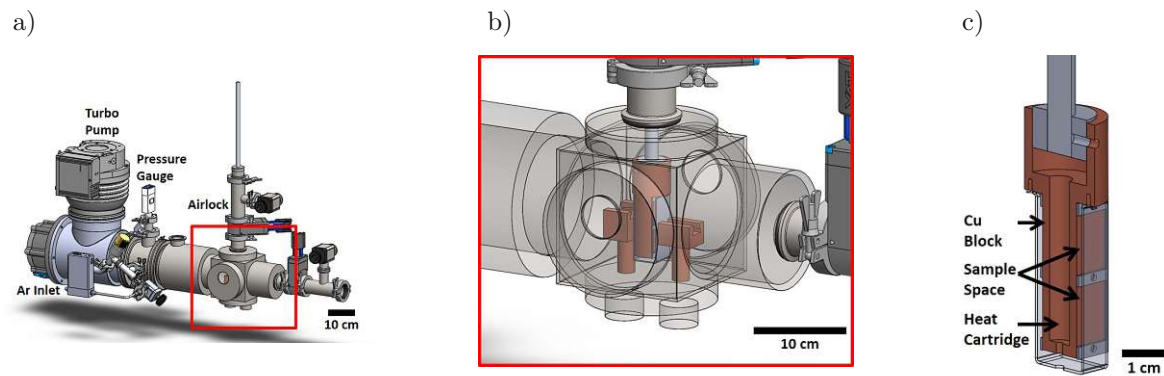 a)
b)
c)
Turbo
Pump
Pressure
Gauge
Airlock
Ar Inlet
10 cm
VAT
10 cm
Cu
Block
Sample
Space
Heat
Cartridge
1 cm